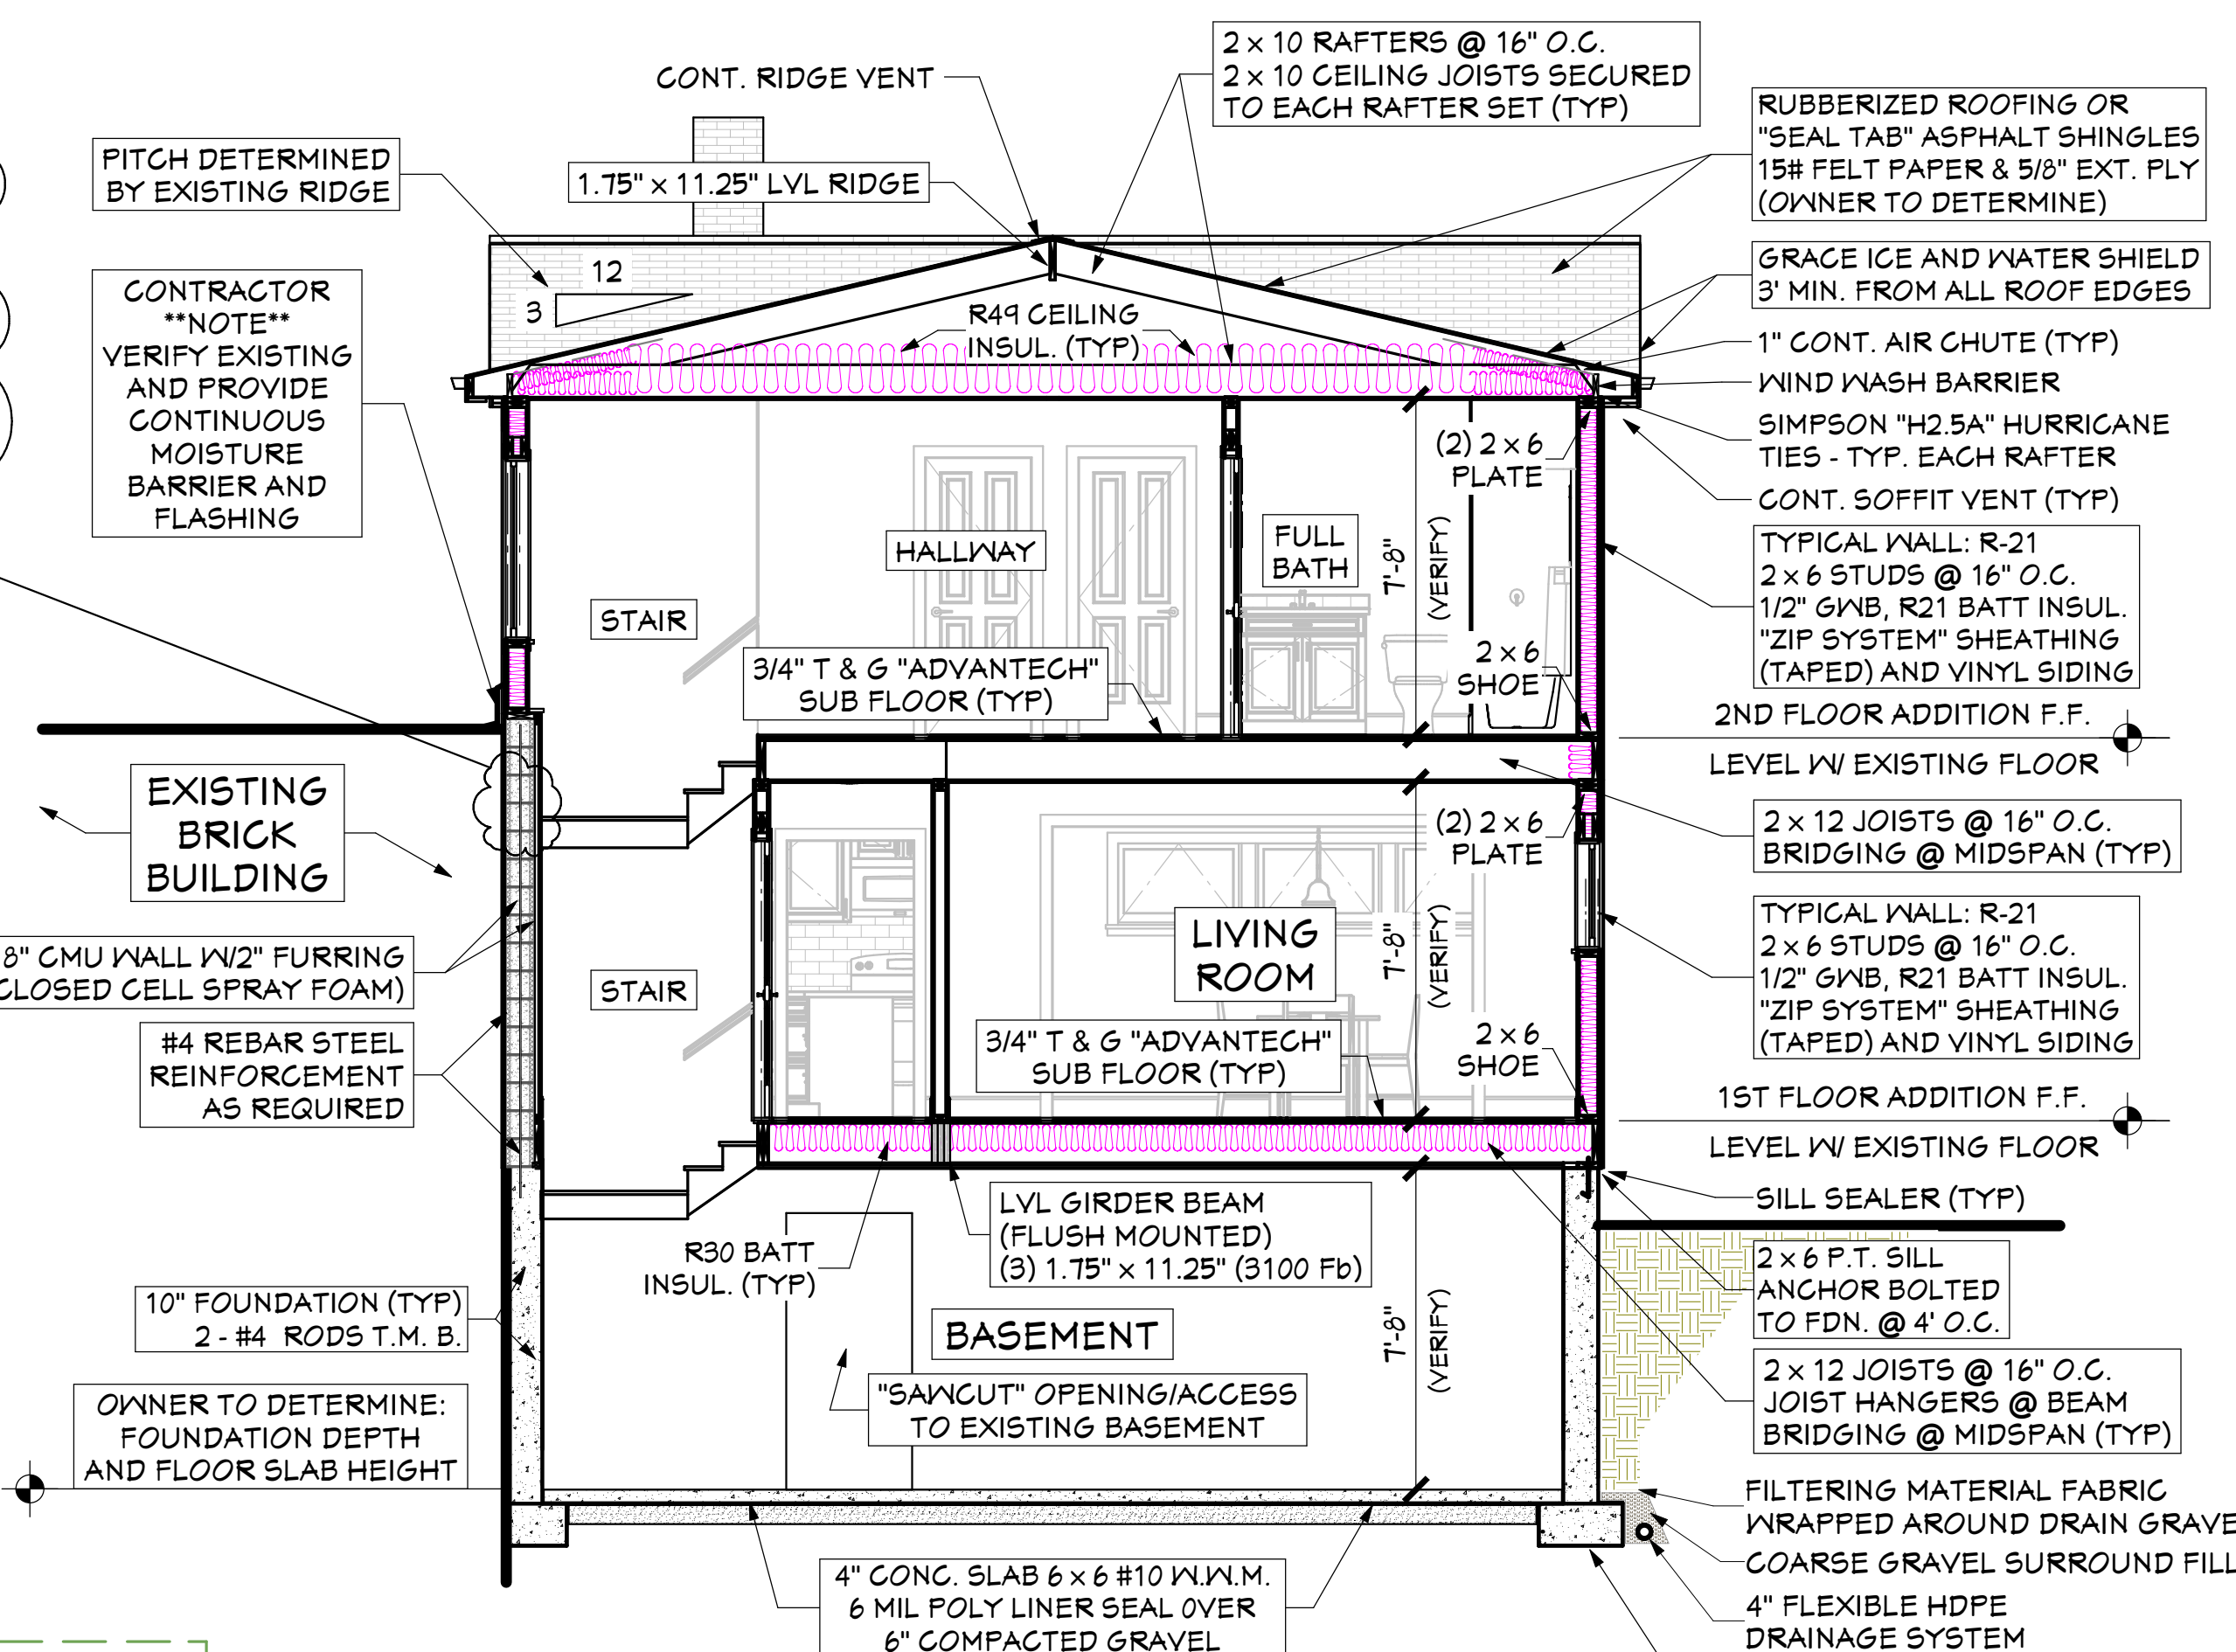 CONT. RIDGE VENT
2 x 10 RAFTERS @ 16" O.C.
2 x 10 CEILING JOISTS SECURED
TO EACH RAFTER SET (TYP)
PITCH DETERMINED
BY EXISTING RIDGE
1.75" x 11.25" LVL RIDGE
RUBBERIZED ROOFING OR
"SEAL TAB" ASPHALT SHINGLES
15# FELT PAPER & 5/8" EXT. PLY
(OWNER TO DETERMINE)
CONTRACTOR
**NOTE**
VERIFY EXISTING
AND PROVIDE
CONTINUOUS
MOISTURE
BARRIER AND
FLASHING
12
3
R49 CEILING
INSUL. (TYP)
GRACE ICE AND WATER SHIELD
3' MIN. FROM ALL ROOF EDGES
1" CONT. AIR CHUTE (TYP)
WIND WASH BARRIER
SIMPSON "H2.5A" HURRICANE
TIES - TYP. EACH RAFTER
CONT. SOFFIT VENT (TYP)
(2) 2 x 6
PLATE
HALLWAY
FULL
BATH
7'-8"
(VERIFY)
STAIR
TYPICAL WALL: R-21
2 x 6 STUDS @ 16" O.C.
1/2" GWB, R21 BATT INSUL.
"ZIP SYSTEM" SHEATHING
(TAPED) AND VINYL SIDING
3/4" T & G "ADVANTECH"
SUB FLOOR (TYP)
2 x 6
SHOE
2ND FLOOR ADDITION F.F.
LEVEL W/ EXISTING FLOOR
EXISTING
BRICK
BUILDING
(2) 2 x 6
PLATE
2 x 12 JOISTS @ 16" O.C.
BRIDGING @ MIDSPAN (TYP)
8" CMU WALL W/2" FURRING
CLOSED CELL SPRAY FOAM)
STAIR
LIVING
ROOM
7'-8"
(VERIFY)
TYPICAL WALL: R-21
2 x 6 STUDS @ 16" O.C.
1/2" GWB, R21 BATT INSUL.
"ZIP SYSTEM" SHEATHING
(TAPED) AND VINYL SIDING
#4 REBAR STEEL
REINFORCEMENT
AS REQUIRED
3/4" T & G "ADVANTECH"
SUB FLOOR (TYP)
2 x 6
SHOE
1ST FLOOR ADDITION F.F.
LEVEL W/ EXISTING FLOOR
SILL SEALER (TYP)
R30 BATT
INSUL. (TYP)
LVL GIRDER BEAM
(FLUSH MOUNTED)
(3) 1.75" x 11.25" (3100 Fb)
2 x 6 P.T. SILL
ANCHOR BOLTED
TO FDN. @ 4' O.C.
10" FOUNDATION (TYP)
2 - #4 RODS T.M. B.
BASEMENT
7'-8"
(VERIFY)
"SAWCUT" OPENING/ACCESS
TO EXISTING BASEMENT
2 x 12 JOISTS @ 16" O.C.
JOIST HANGERS @ BEAM
BRIDGING @ MIDSPAN (TYP)
OWNER TO DETERMINE:
FOUNDATION DEPTH
AND FLOOR SLAB HEIGHT
FILTERING MATERIAL FABRIC
WRAPPED AROUND DRAIN GRAVE
COARSE GRAVEL SURROUND FILL
4" FLEXIBLE HDPE
DRAINAGE SYSTEM
4" CONC. SLAB 6 x 6 #10 W.W.M.
6 MIL POLY LINER SEAL OVER
6" COMPACTED GRAVEL